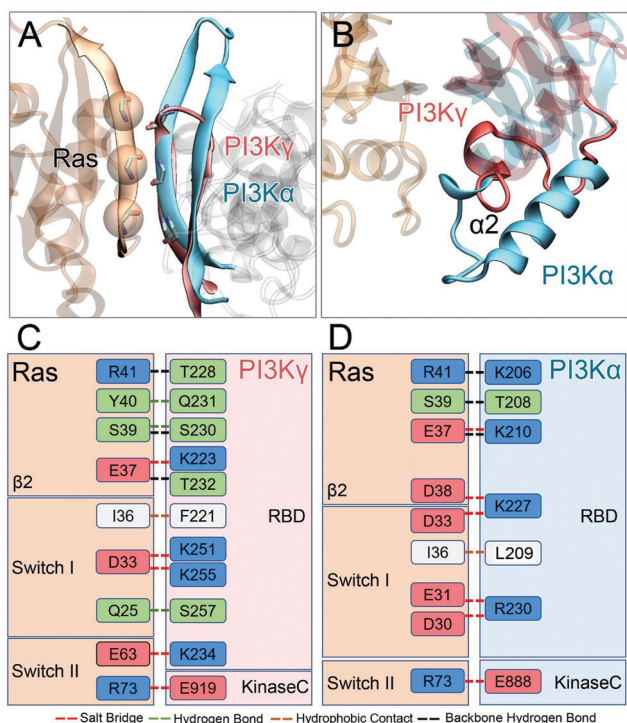 A
Ras
PI3Kγ
PI3Kα
B
PI3Kγ
α2
PI3Kα
C
Ras
PI3Kγ
R41
T228
Y40
Q231
S39
S230
E37
K223
T232
β2
I36
F221
RBD
Switch I
D33
K251
K255
Q25
S257
Switch II
E63
K234
R73
E919
KinaseC
D
Ras
PI3Kα
R41
K206
S39
T208
E37
K210
β2
D38
K227
D33
RBD
Switch I
I36
L209
E31
R230
D30
Switch II
R73
E888
KinaseC
Salt Bridge Hydrogen Bond Hydrophobic Contact Backbone Hydrogen Bond